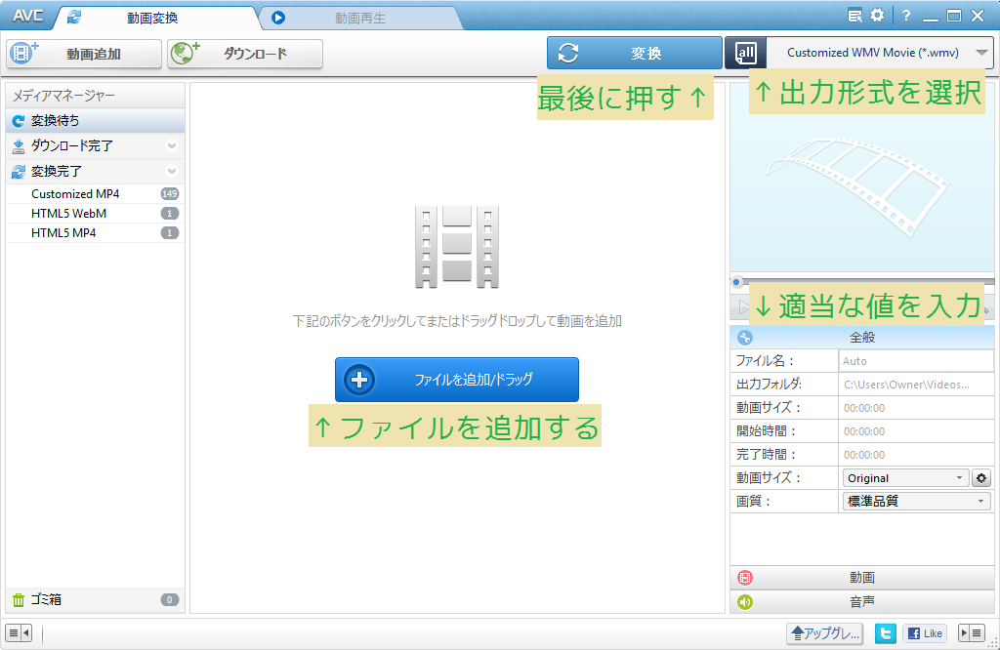 AVC 動画変換 動画再生
?
動画追加 ダウンロード 変換 all Customized WMV Movie (*.wmv)
最後に押す↑
↑出力形式を選択
メディアマネージャー
変換待ち
ダウンロード完了
変換完了
Customized MP4 149
HTML5 WebM 1
HTML5 MP4 1
下記のボタンをクリックしてまたはドラッグドロップして動画を追加
ファイルを追加/ドラッグ
↑ファイルを追加する
↓適当な値を入力
全般
ファイル名： Auto
出力フォルダ: C:\Users\Owner\Videos...
動画サイズ： 00:00:00
開始時間： 00:00:00
完了時間： 00:00:00
動画サイズ： Original
画質： 標準品質
動画
音声
ゴミ箱 0
アップグレ... Like